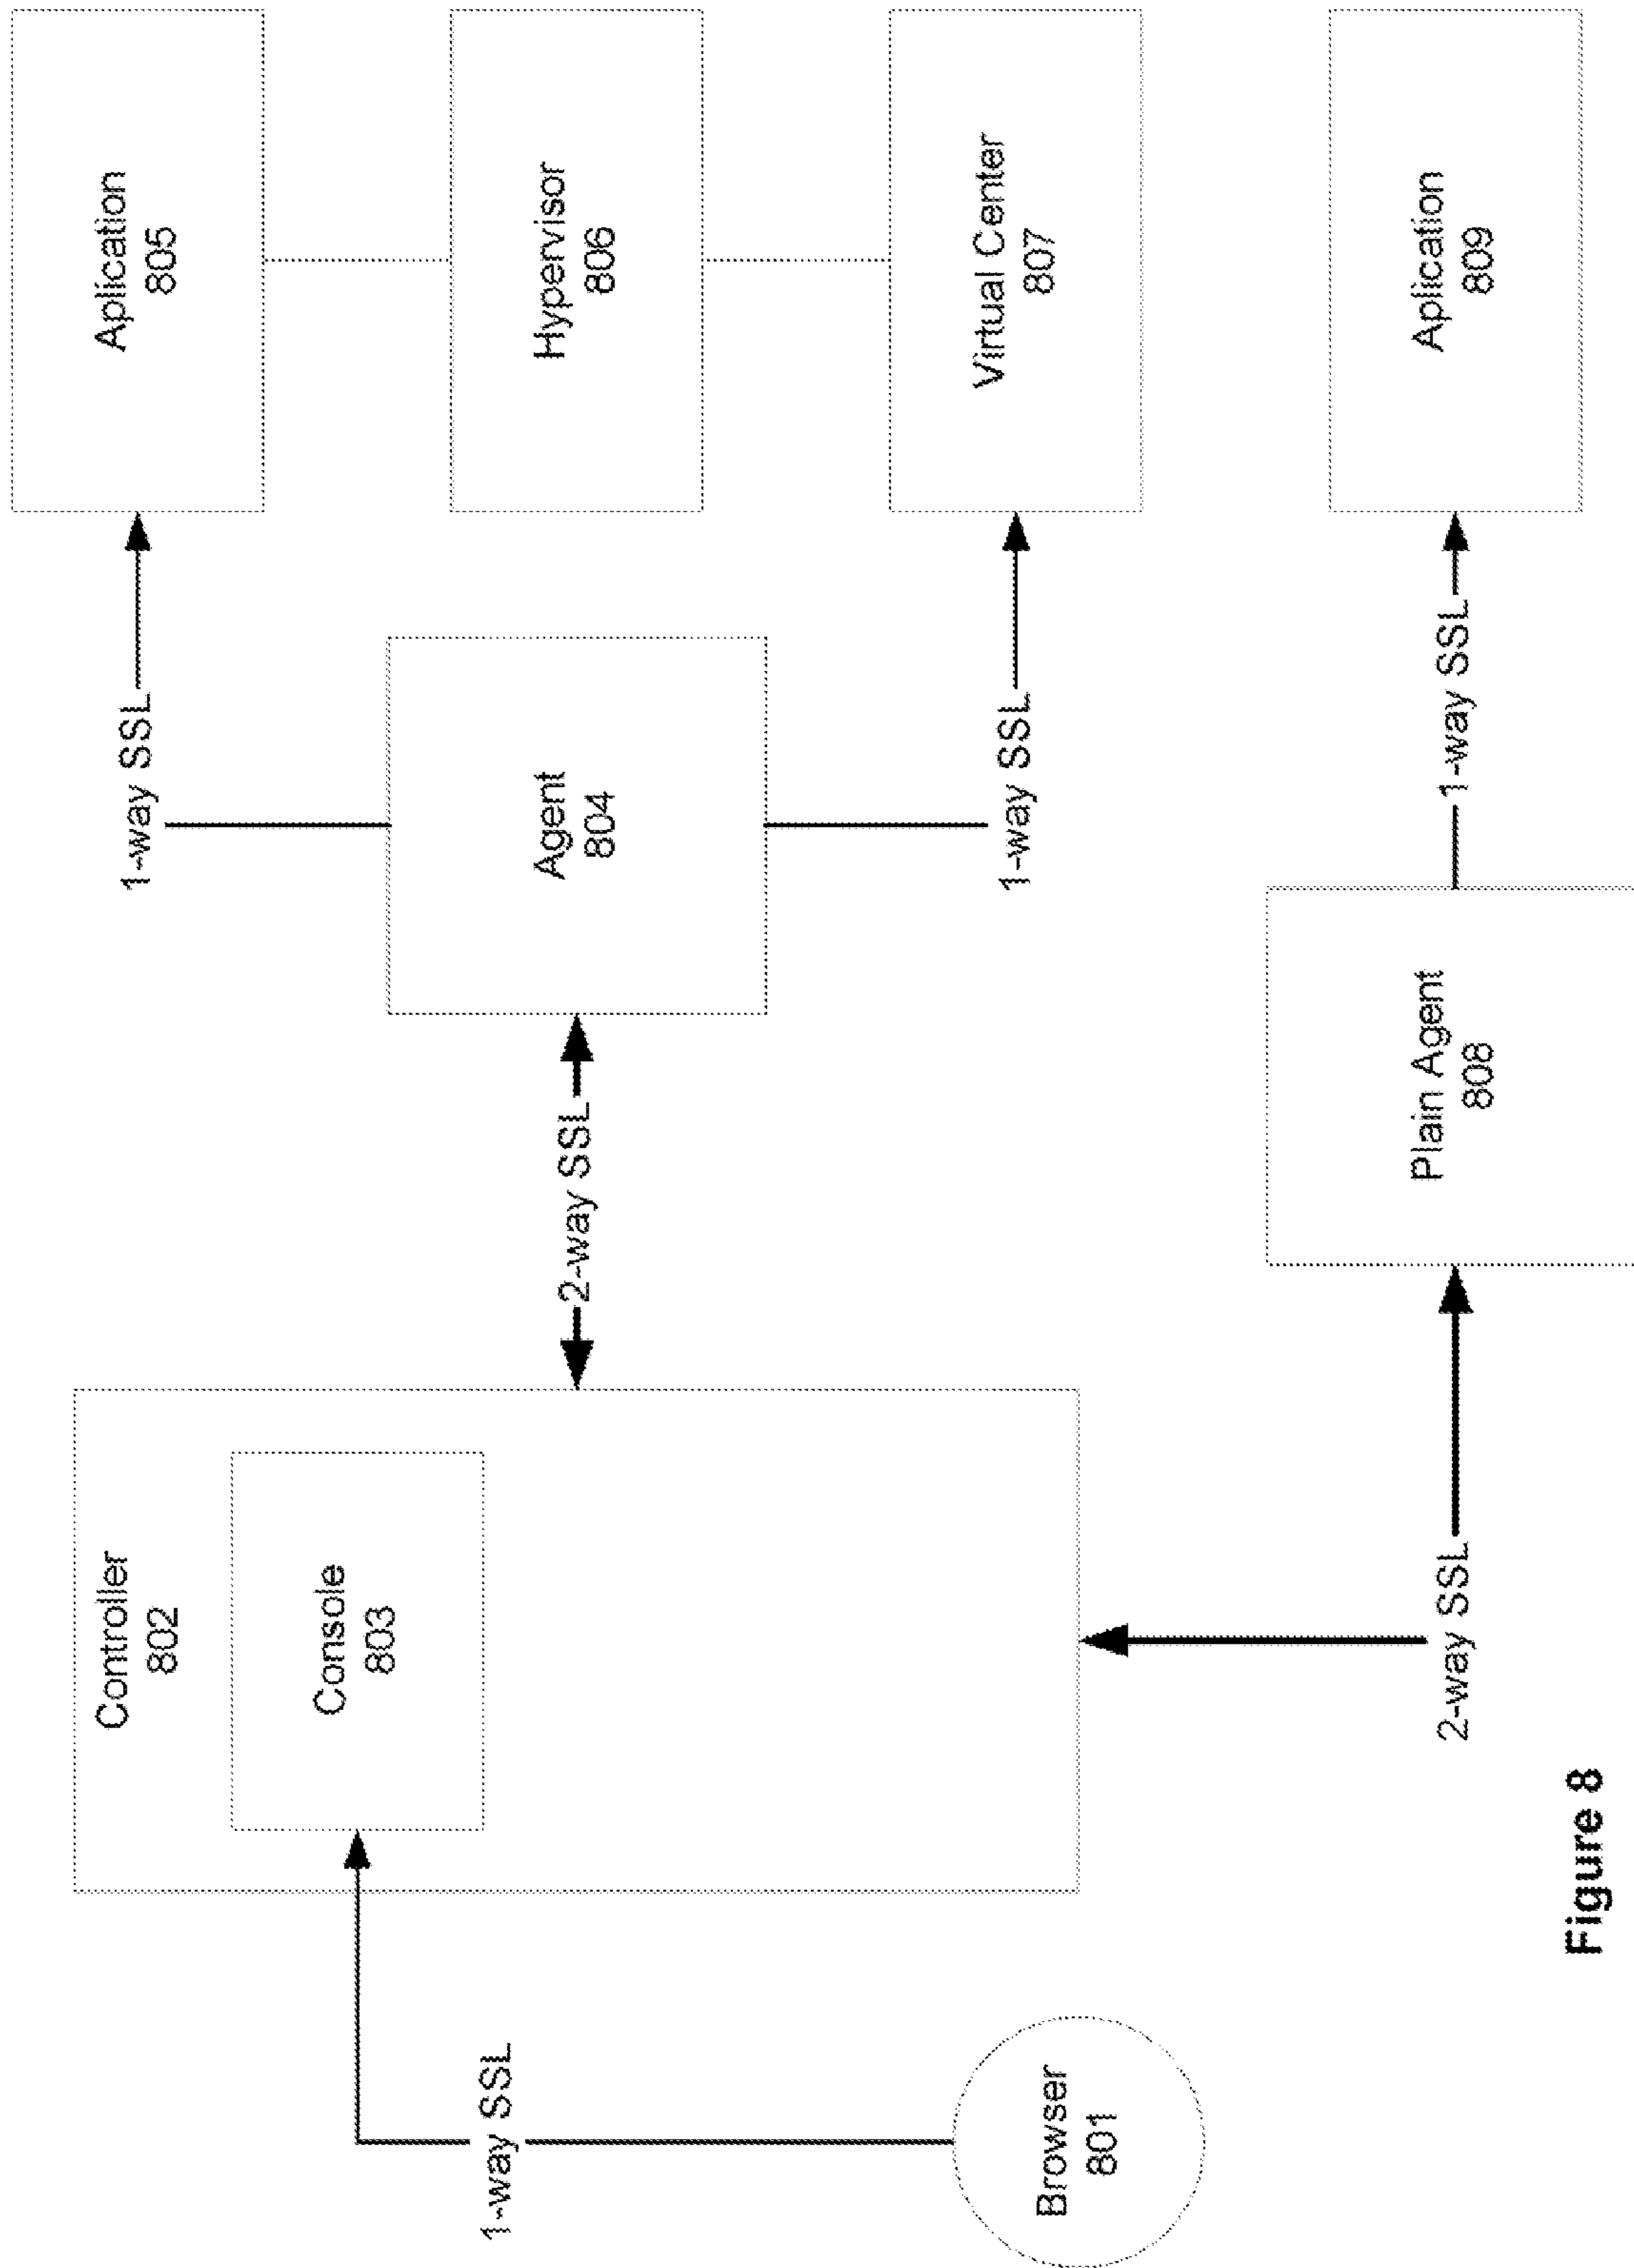 Controller
802
Console
803
1-way SSL
Browser
801
2-way SSL
Agent
804
1-way SSL
1-way SSL
Aplication
805
Hypervisor
806
Virtual Center
807
2-way SSL
Plain Agent
808
1-way SSL
Aplication
809
Figure 8